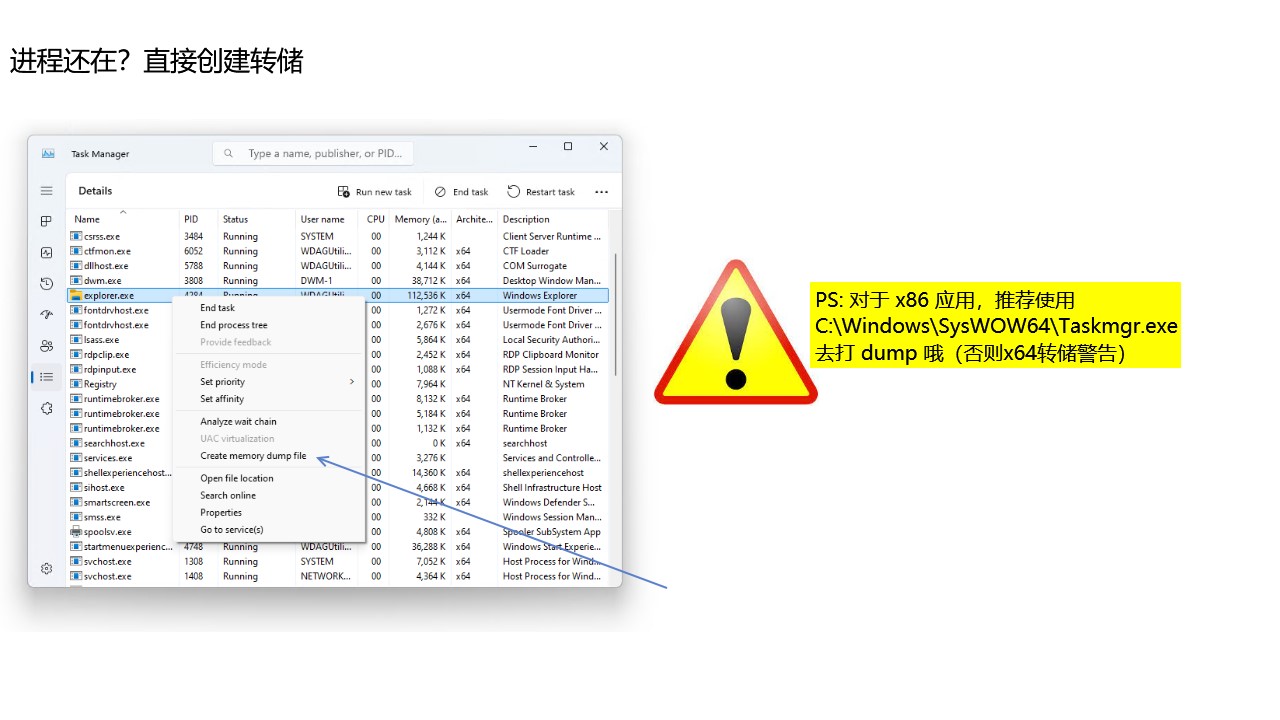 进程还在？直接创建转储
Task Manager
Type a name, publisher, or PID...
Details
Run new task End task Restart task
Name PID Status User name CPU Memory (a... Archite... Description
csrss.exe 3484 Running SYSTEM 00 1,244 K Client Server Runtime ...
ctfmon.exe 6052 Running WDAGUtili... 00 3,112 K x64 CTF Loader
dllhost.exe 5788 Running WDAGUtili... 00 4,144 K x64 COM Surrogate
dwm.exe 3808 Running DWM-1 00 38,712 K x64 Desktop Window Man...
explorer.exe 4284 Running WDAGUtili... 00 112,536 K x64 Windows Explorer
fontdrvhost.exe 00 1,272 K x64 Usermode Font Driver ...
fontdrvhost.exe 00 2,676 K x64 Usermode Font Driver ...
lsass.exe 00 5,864 K x64 Local Security Authori...
rdpclip.exe 00 2,452 K x64 RDP Clipboard Monitor
rdpinput.exe 00 1,088 K x64 RDP Session Input Ha...
Registry 00 7,964 K NT Kernel & System
runtimebroker.exe 00 8,132 K x64 Runtime Broker
runtimebroker.exe 00 5,184 K x64 Runtime Broker
runtimebroker.exe 00 1,132 K x64 Runtime Broker
searchhost.exe 00 0 K x64 searchhost
services.exe 00 3,276 K Services and Controlle...
shellexperiencehost... 00 14,360 K x64 shellexperiencehost
sihost.exe 00 4,668 K x64 Shell Infrastructure Host
smartscreen.exe 00 2,144 K x64 Windows Defender S...
smss.exe 00 332 K Windows Session Man...
spoolsv.exe 00 4,808 K x64 Spooler SubSystem App
startmenuexperienc... 4748 Running WDAGUtili... 00 36,288 K x64 Windows Start Experie...
svchost.exe 1308 Running SYSTEM 00 7,052 K x64 Host Process for Wind...
svchost.exe 1408 Running NETWORK... 00 4,364 K x64 Host Process for Wind...
End task
End process tree
Provide feedback
Efficiency mode
Set priority
Set affinity
Analyze wait chain
UAC virtualization
Create memory dump file
Open file location
Search online
Properties
Go to service(s)
PS: 对于 x86 应用，推荐使用
C:\Windows\SysWOW64\Taskmgr.exe
去打 dump 哦（否则x64转储警告）